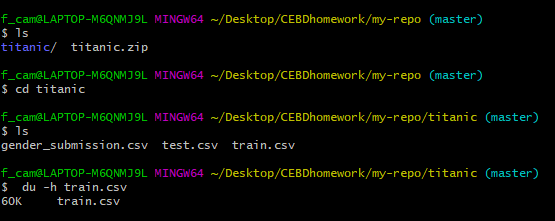 f_cam@LAPTOP-M6QNMJ9L MINGW64 ~/Desktop/CEBDhomework/my-repo (master)
$ ls
titanic/  titanic.zip
f_cam@LAPTOP-M6QNMJ9L MINGW64 ~/Desktop/CEBDhomework/my-repo (master)
$ cd titanic
f_cam@LAPTOP-M6QNMJ9L MINGW64 ~/Desktop/CEBDhomework/my-repo/titanic (master)
$ ls
gender_submission.csv  test.csv  train.csv
f_cam@LAPTOP-M6QNMJ9L MINGW64 ~/Desktop/CEBDhomework/my-repo/titanic (master)
$  du -h train.csv
60K     train.csv